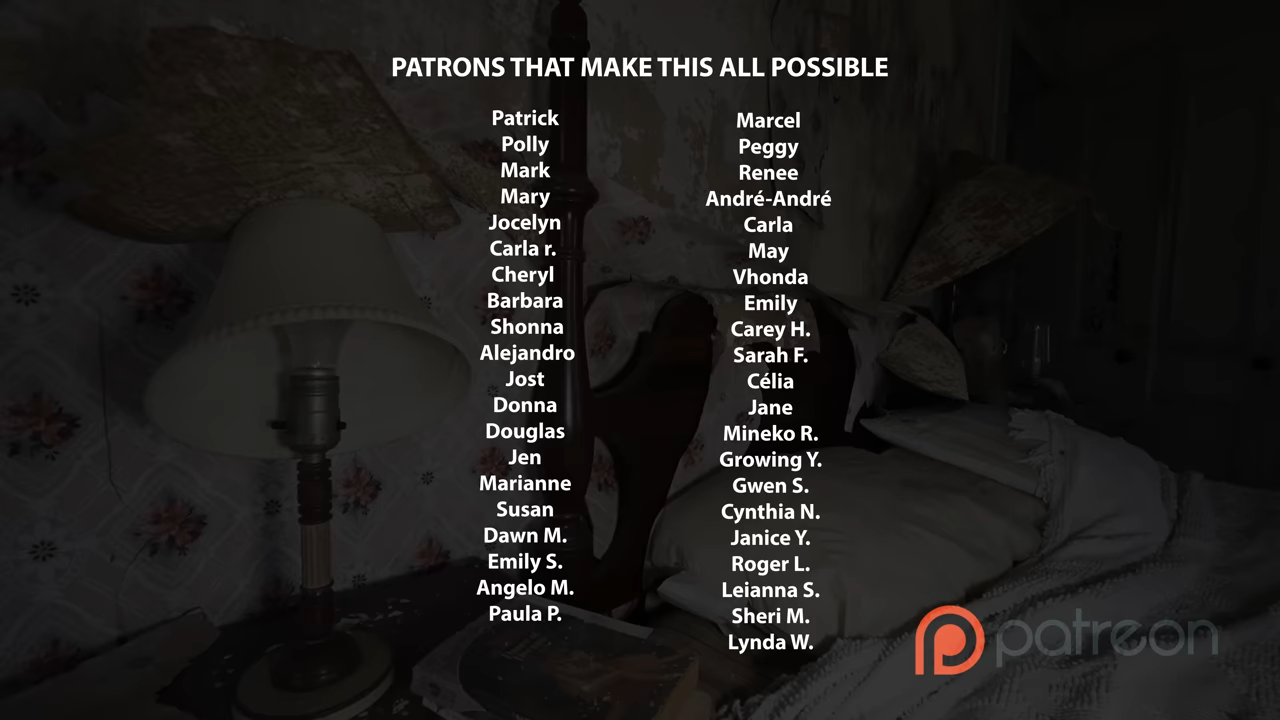 PATRONS THAT MAKE THIS ALL POSSIBLE
Patrick
Polly
Mark
Mary
Jocelyn
Carla r.
Cheryl
Barbara
Shonna
Alejandro
Jost
Donna
Douglas
Jen
Marianne
Susan
Dawn M.
Emily S.
Angelo M.
Paula P.
Marcel
Peggy
Renee
André-André
Carla
May
Vhonda
Emily
Carey H.
Sarah F.
Célia
Jane
Mineko R.
Growing Y.
Gwen S.
Cynthia N.
Janice Y.
Roger L.
Leianna S.
Sheri M.
Lynda W.
patreon